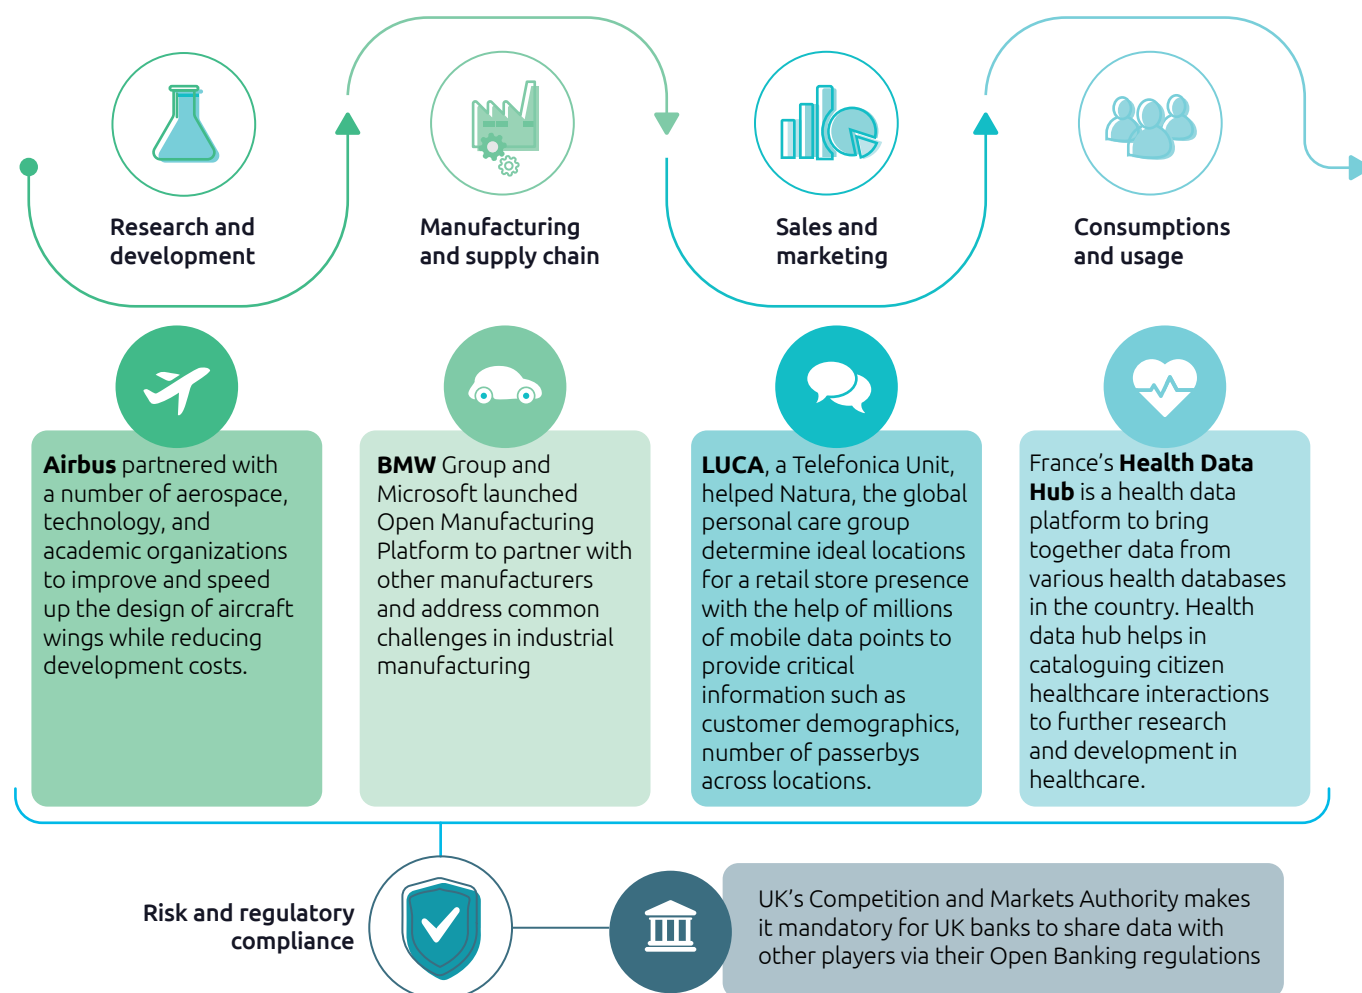 Research and
development
Manufacturing
and supply chain
Sales and
marketing
Consumptions
and usage
Airbus partnered with
a number of aerospace,
technology, and
academic organizations
to improve and speed
up the design of aircraft
wings while reducing
development costs.
BMW Group and
Microsoft launched
Open Manufacturing
Platform to partner with
other manufacturers
and address common
challenges in industrial
manufacturing
LUCA, a Telefonica Unit,
helped Natura, the global
personal care group
determine ideal locations
for a retail store presence
with the help of millions
of mobile data points to
provide critical
information such as
customer demographics,
number of passerbys
across locations.
France’s Health Data
Hub is a health data
platform to bring
together data from
various health databases
in the country. Health
data hub helps in
cataloguing citizen
healthcare interactions
to further research
and development in
healthcare.
Risk and regulatory
compliance
UK’s Competition and Markets Authority makes
it mandatory for UK banks to share data with
other players via their Open Banking regulations